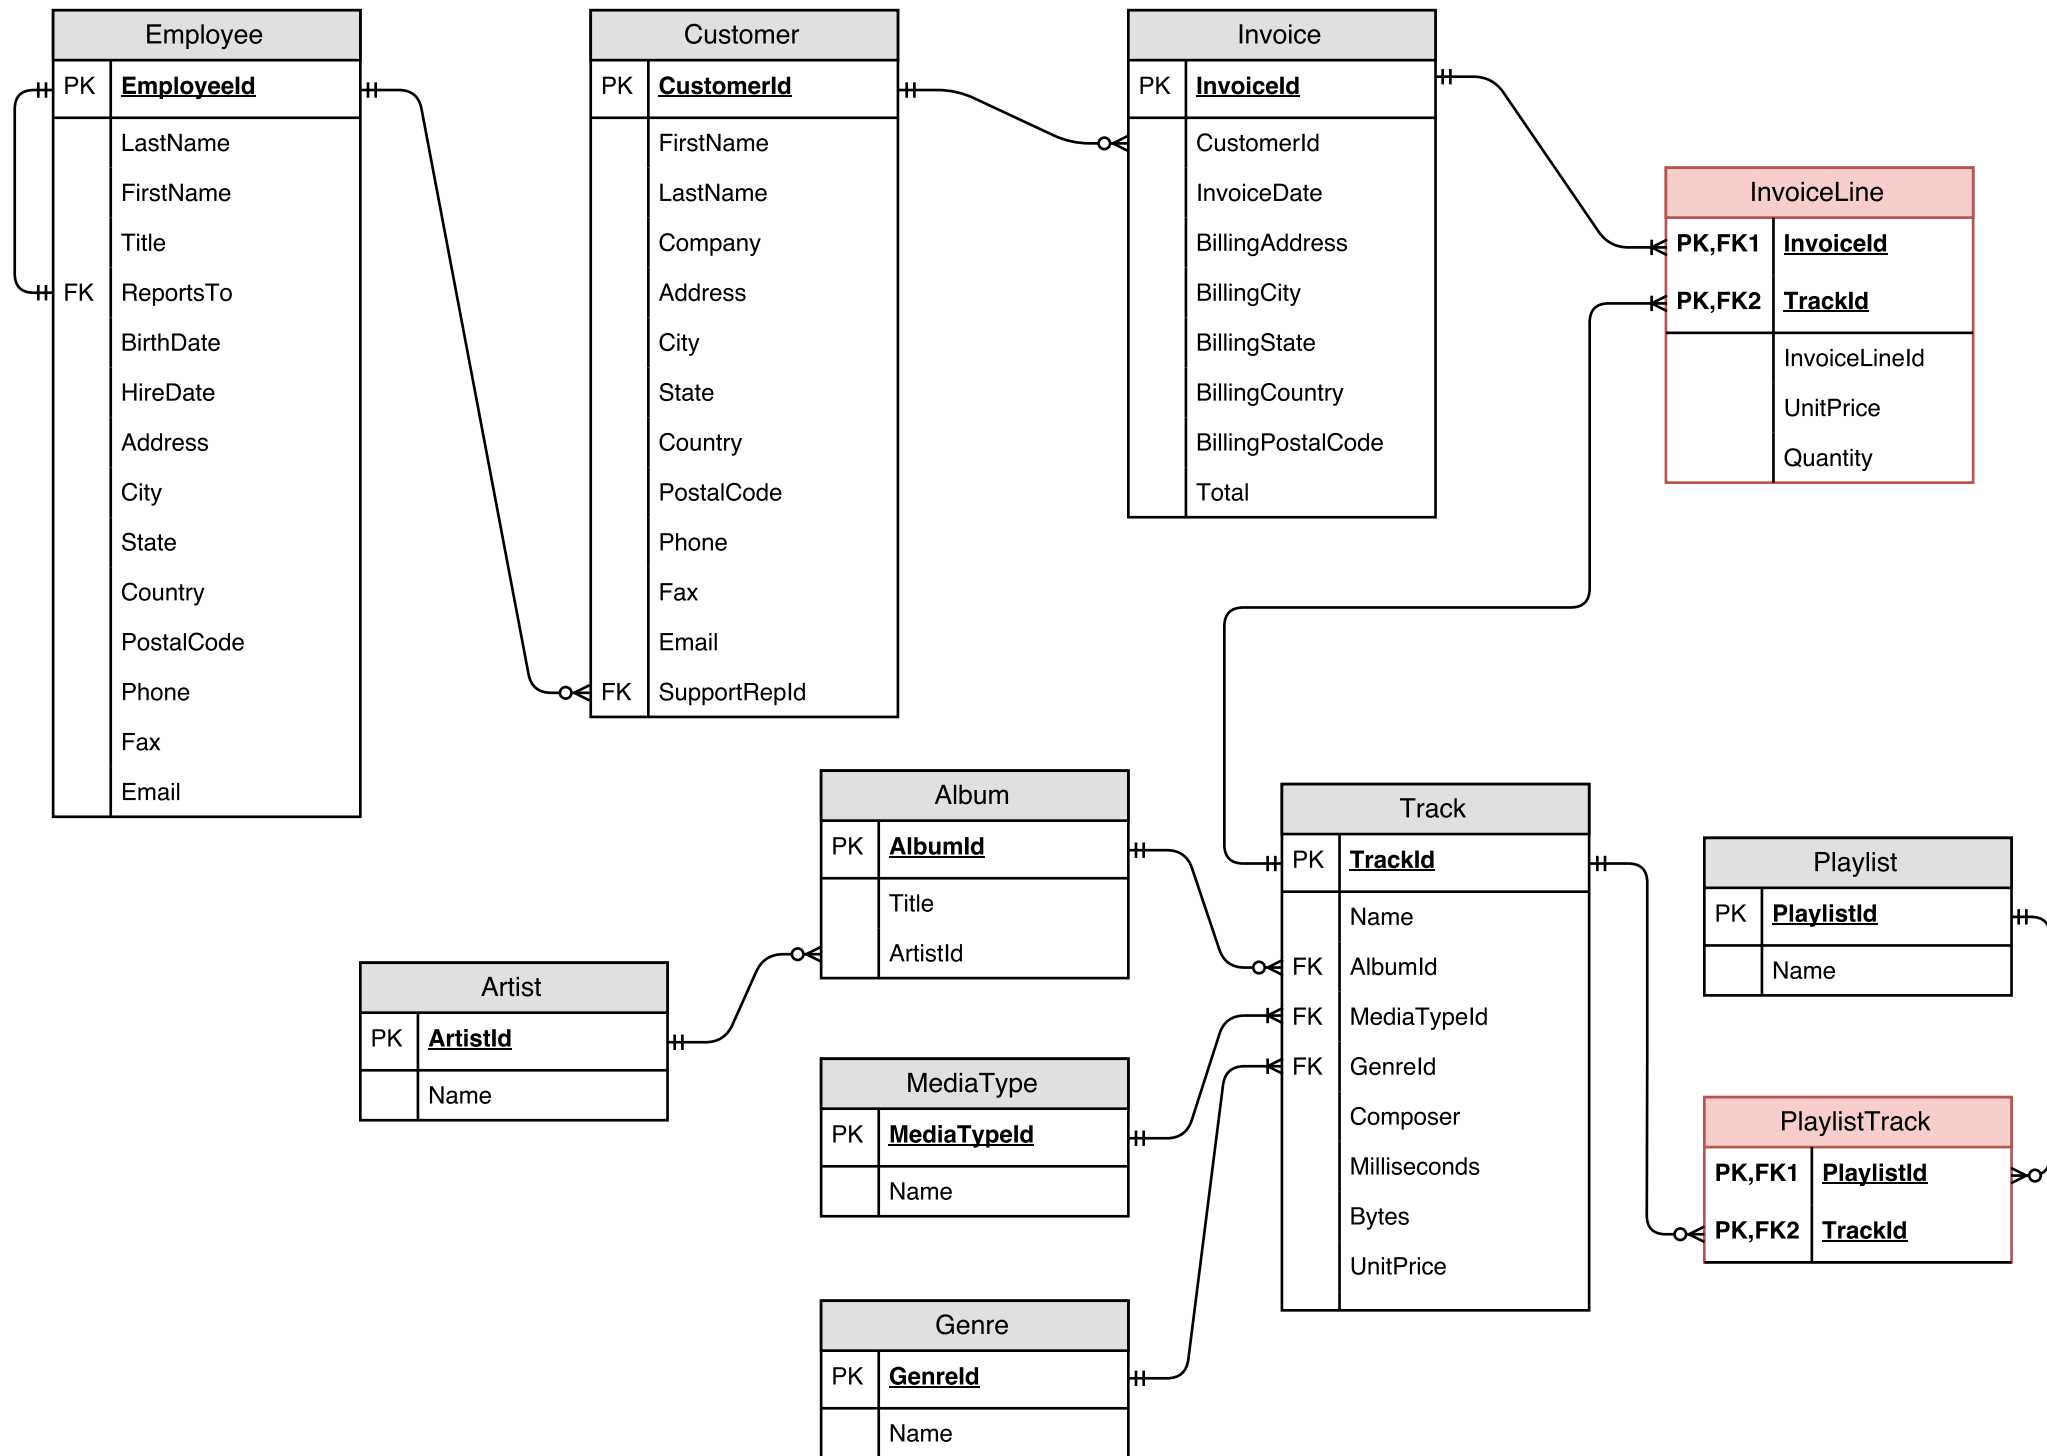 Employee
PK EmployeeId
LastName
FirstName
Title
FK ReportsTo
BirthDate
HireDate
Address
City
State
Country
PostalCode
Phone
Fax
Email
Customer
PK CustomerId
FirstName
LastName
Company
Address
City
State
Country
PostalCode
Phone
Fax
Email
FK SupportRepId
Invoice
PK InvoiceId
CustomerId
InvoiceDate
BillingAddress
BillingCity
BillingState
BillingCountry
BillingPostalCode
Total
InvoiceLine
PK,FK1 InvoiceId
PK,FK2 TrackId
InvoiceLineId
UnitPrice
Quantity
Artist
PK ArtistId
Name
Album
PK AlbumId
Title
ArtistId
MediaType
PK MediaTypeId
Name
Genre
PK GenreId
Name
Track
PK TrackId
Name
FK AlbumId
FK MediaTypeId
FK GenreId
Composer
Milliseconds
Bytes
UnitPrice
Playlist
PK PlaylistId
Name
PlaylistTrack
PK,FK1 PlaylistId
PK,FK2 TrackId